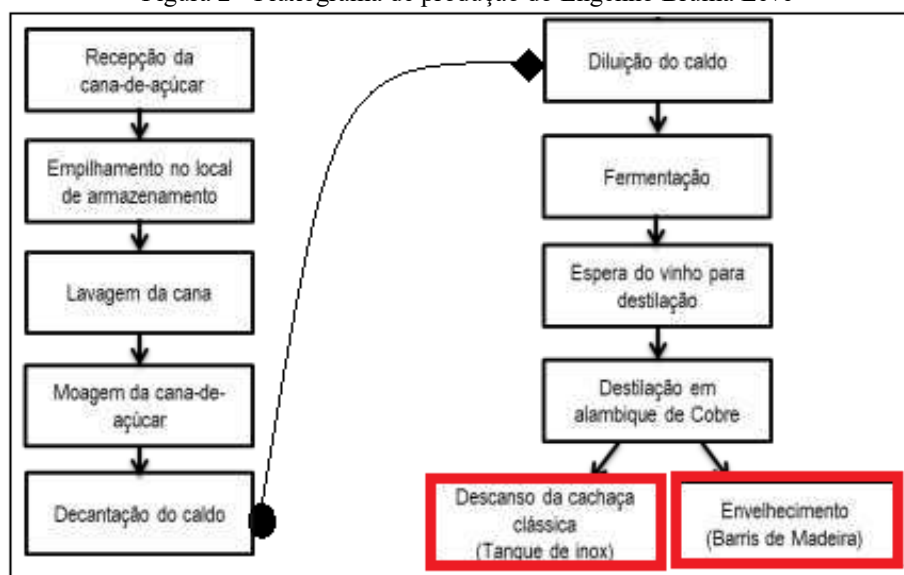 Recepção da
cana-de-açúcar
Empilhamento no local
de armazenamento
Lavagem da cana
Moagem da cana-de-
açúcar
Decantação do caldo
Diluição do caldo
Fermentação
Espera do vinho para
destilação
Destilação em
alambique de Cobre
Descanso da cachaça
clássica
(Tanque de inox)
Envelhecimento
(Barris de Madeira)